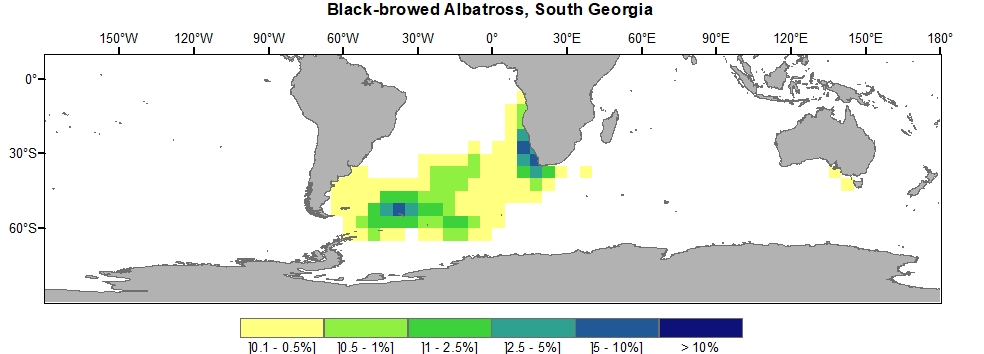 Black-browed Albatross, South Georgia
150°W 120°W 90°W 60°W 30°W 0° 30°E 60°E 90°E 120°E 150°E 180°
0°
30°S
60°S
]0.1 - 0.5%] ]0.5 - 1%] ]1 - 2.5%] ]2.5 - 5%] ]5 - 10%] > 10%